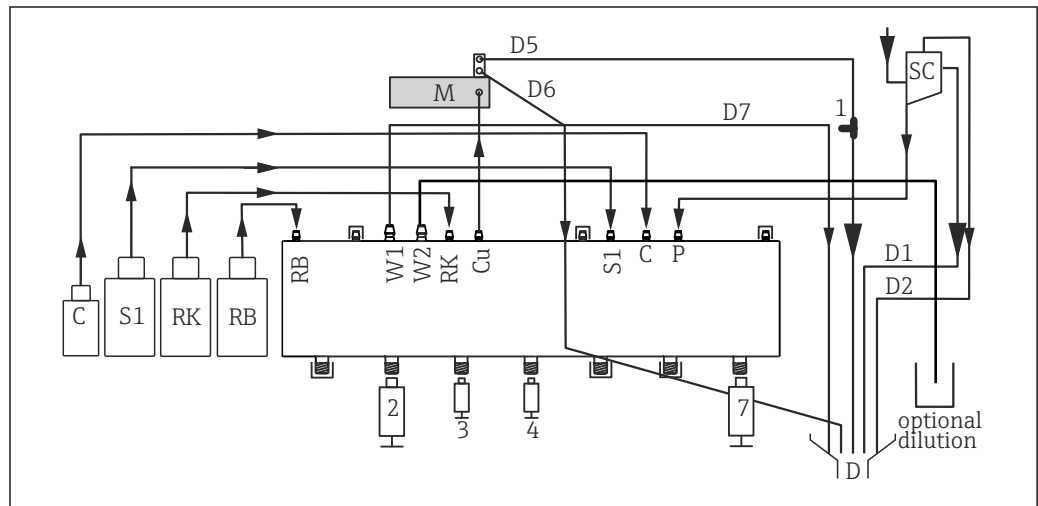 D5
SC
M
D6
1
D7
RB
W1
W2
RK
Cu
S1
C
P
D1
D2
C
S1
RK
RB
2
3
4
7
optional
dilution
D